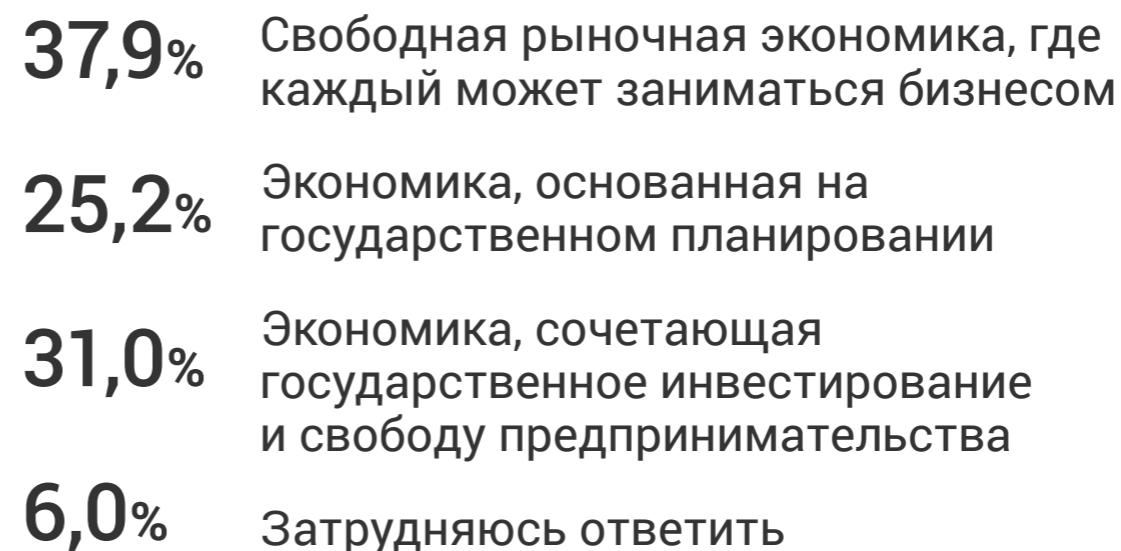 37,9% Свободная рыночная экономика, где
каждый может заниматься бизнесом
25,2% Экономика, основанная на
государственном планировании
31,0% Экономика, сочетающая
государственное инвестирование
и свободу предпринимательства
6,0% Затрудняюсь ответить